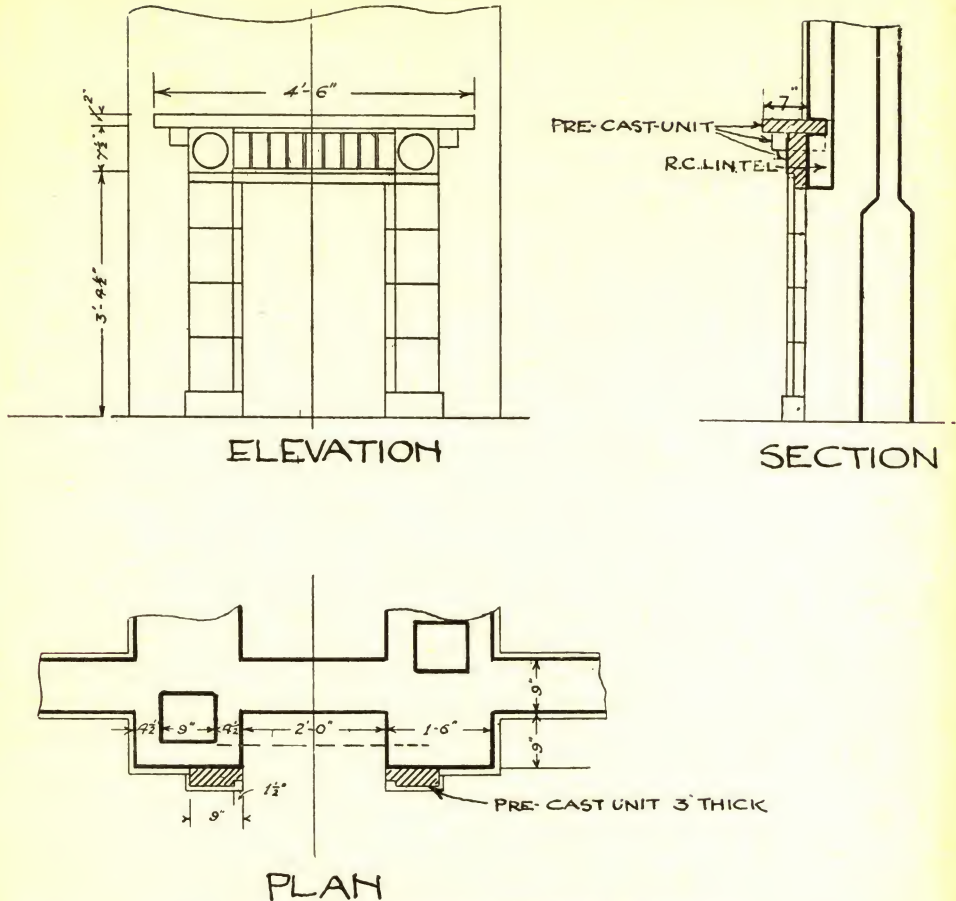 4'-6"
2"
7½"
3'-4½"
ELEVATION
7"
PRE-CAST-UNIT
R.C.LINTEL
SECTION
4½"
9"
4½"
2'-0"
1-6"
9"
9"
1½"
9"
PRE-CAST UNIT 3" THICK
PLAN